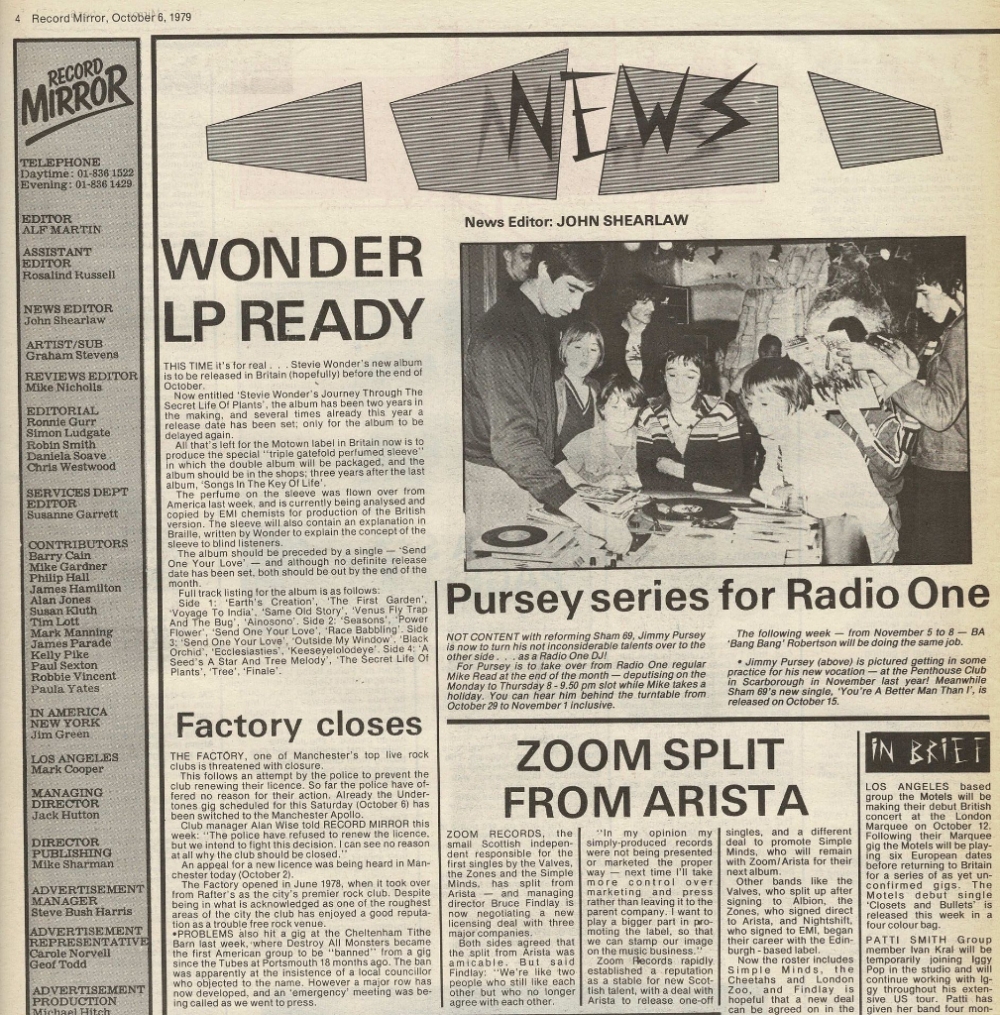 4 Record Mirror, October 6, 1979
RECORD
MIRROR
TELEPHONE
Daytime: 01-836 1522
Evening: 01-836 1429
EDITOR
ALF MARTIN
ASSISTANT
EDITOR
Rosalind Russell
NEWS EDITOR
John Shearlaw
ARTIST/SUB
Graham Stevens
REVIEWS EDITOR
Mike Nicholls
EDITORIAL
Ronnie Gurr
Simon Ludgate
Robin Smith
Daniela Soave
Chris Westwood
SERVICES DEPT
EDITOR
Susanne Garrett
CONTRIBUTORS
Barry Cain
Mike Gardner
Philip Hall
James Hamilton
Alan Jones
Susan Kluth
Tim Lott
Mark Manning
James Parade
Kelly Pike
Paul Sexton
Robbie Vincent
Paula Yates
IN AMERICA
NEW YORK
Jim Green
LOS ANGELES
Mark Cooper
MANAGING
DIRECTOR
Jack Hutton
DIRECTOR
PUBLISHING
Mike Sharman
ADVERTISEMENT
MANAGER
Steve Bush Harris
ADVERTISEMENT
REPRESENTATIVE
Carole Norvell
Geof Todd
ADVERTISEMENT
PRODUCTION
Michael Hitch
NEWS
News Editor: JOHN SHEARLAW
WONDER
LP READY
THIS TIME it's for real . . . Stevie Wonder's new album
is to be released in Britain (hopefully) before the end of
October.
Now entitled 'Stevie Wonder's Journey Through The
Secret Life Of Plants', the album has been two years in
the making, and several times already this year a
release date has been set; only for the album to be
delayed again.
All that's left for the Motown label in Britain now is to
produce the special "triple gatefold perfumed sleeve"
in which the double album will be packaged, and the
album should be in the shops; three years after the last
album, 'Songs In The Key Of Life'.
The perfume on the sleeve was flown over from
America last week, and is currently being analysed and
copied by EMI chemists for production of the British
version. The sleeve will also contain an explanation in
Braille, written by Wonder to explain the concept of the
sleeve to blind listeners.
The album should be preceded by a single — 'Send
One Your Love' — and although no definite release
date has been set, both should be out by the end of the
month.
Full track listing for the album is as follows:
Side 1: 'Earth's Creation', 'The First Garden',
'Voyage To India', 'Same Old Story', 'Venus Fly Trap
And The Bug', 'Ainosono'. Side 2: 'Seasons', 'Power
Flower', 'Send One Your Love', 'Race Babbling'. Side
3: 'Send One Your Love', 'Outside My Window', 'Black
Orchid', 'Ecclesiasties', 'Keeseyelolodeye'. Side 4: 'A
Seed's A Star And Tree Melody', 'The Secret Life Of
Plants', 'Tree', 'Finale'.
Factory closes
THE FACTORY, one of Manchester's top live rock
clubs is threatened with closure.
This follows an attempt by the police to prevent the
club renewing their licence. So far the police have of-
fered no reason for their action. Already the Under-
tones gig scheduled for this Saturday (October 6) has
been switched to the Manchester Apollo.
Club manager Alan Wise told RECORD MIRROR this
week: "The police have refused to renew the licence,
but we intend to fight this decision. I can see no reason
at all why the club should be closed."
An appeal for a new licence was being heard in Man-
chester today (October 2).
The Factory opened in June 1978, when it took over
from Rafter's as the city's premier rock club. Despite
being in what is acknowledged as one of the roughest
areas of the city the club has enjoyed a good reputa-
tion as a trouble free rock venue.
•PROBLEMS also hit a gig at the Cheltenham Tithe
Barn last week, where Destroy All Monsters became
the first American group to be "banned" from a gig
since the Tubes at Portsmouth 18 months ago. The ban
was apparently at the insistence of a local councillor
who objected to the name. However a major row has
now developed, and an 'emergency' meeting was be-
ing called as we went to press.
Pursey series for Radio One
NOT CONTENT with reforming Sham 69, Jimmy Pursey
is now to turn his not inconsiderable talents over to the
other side . . . as a Radio One DJ!
For Pursey is to take over from Radio One regular
Mike Read at the end of the month — deputising on the
Monday to Thursday 8 - 9.50 pm slot while Mike takes a
holiday. You can hear him behind the turntable from
October 29 to November 1 inclusive.
The following week — from November 5 to 8 — BA
'Bang Bang' Robertson will be doing the same job.
• Jimmy Pursey (above) is pictured getting in some
practice for his new vocation — at the Penthouse Club
in Scarborough in November last year! Meanwhile
Sham 69's new single, 'You're A Better Man Than I', is
released on October 15.
ZOOM SPLIT
FROM ARISTA
ZOOM RECORDS, the
small Scottish indepen-
dent responsible for the
first singles by the Valves,
the Zones and the Simple
Minds, has split from
Arista — and managing
director Bruce Findlay is
now negotiating a new
licensing deal with three
major companies.
Both sides agreed that
the split from Arista was
amicable. But said
Findlay: "We're like two
people who still like each
other but who no longer
agree with each other.
"In my opinion my
simply-produced records
were not being presented
or marketed the proper
way — next time I'll take
more control over
marketing and press
rather than leaving it to the
parent company. I want to
play a bigger part in pro-
moting the label, so that
we can stamp our image
on the music business."
Zoom Records rapidly
established a reputation
as a stable for new Scot-
tish talent, with a deal with
Arista to release one-off
singles, and a different
deal to promote Simple
Minds, who will remain
with Zoom/Arista for their
next album.
Other bands like the
Valves, who split up after
signing to Albion, the
Zones, who signed direct
to Arista, and Nightshift,
who signed to EMI, began
their career with the Edin-
burgh - based label.
Now the roster includes
Simple Minds, the
Cheetahs and London
Zoo, and Findlay is
hopeful that a new deal
can be agreed on in the
IN BRIEF
LOS ANGELES based
group the Motels will be
making their debut British
concert at the London
Marquee on October 12.
Following their Marquee
gig the Motels will be play-
ing six European dates
before returning to Britain
for a series of as yet un-
confirmed gigs. The
Motels debut single
'Closets and Bullets' is
released this week in a
four colour bag.
PATTI SMITH Group
member Ivan Kral will be
temporarily joining Iggy
Pop in the studio and will
continue working with Ig-
gy throughout his exten-
sive US tour. Patti has
given her band four mon-